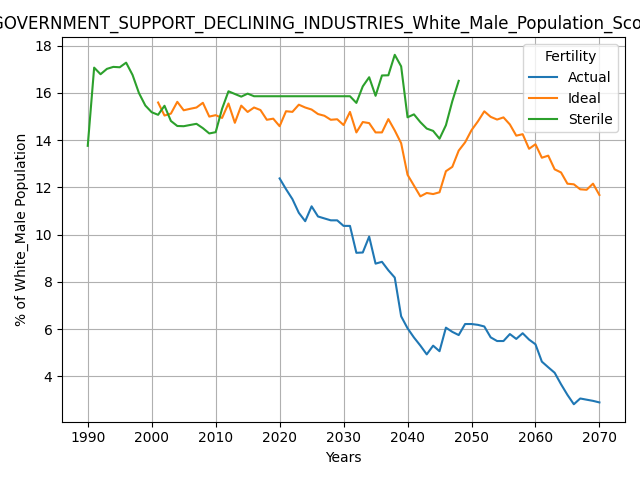 GOVERNMENT_SUPPORT_DECLINING_INDUSTRIES_White_Male_Population_Sco
Fertility
Actual
Ideal
Sterile
18
16
14
12
10
8
6
4
% of White_Male Population
1990 2000 2010 2020 2030 2040 2050 2060 2070
Years